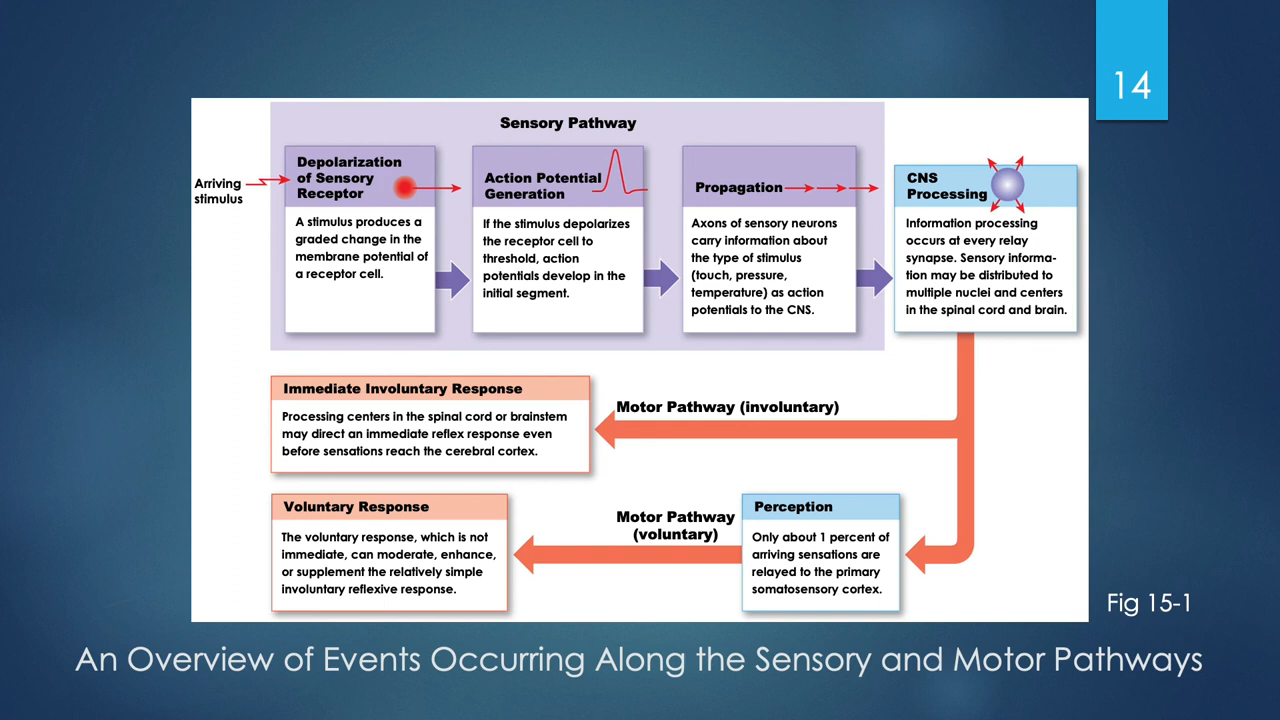 14
Sensory Pathway
Arriving
stimulus
Depolarization
of Sensory
Receptor
A stimulus produces a
graded change in the
membrane potential of
a receptor cell.
Action Potential
Generation
If the stimulus depolarizes
the receptor cell to
threshold, action
potentials develop in the
initial segment.
Propagation
Axons of sensory neurons
carry information about
the type of stimulus
(touch, pressure,
temperature) as action
potentials to the CNS.
CNS
Processing
Information processing
occurs at every relay
synapse. Sensory informa-
tion may be distributed to
multiple nuclei and centers
in the spinal cord and brain.
Immediate Involuntary Response
Processing centers in the spinal cord or brainstem
may direct an immediate reflex response even
before sensations reach the cerebral cortex.
Motor Pathway (involuntary)
Voluntary Response
The voluntary response, which is not
immediate, can moderate, enhance,
or supplement the relatively simple
involuntary reflexive response.
Motor Pathway
(voluntary)
Perception
Only about 1 percent of
arriving sensations are
relayed to the primary
somatosensory cortex.
Fig 15-1
An Overview of Events Occurring Along the Sensory and Motor Pathways